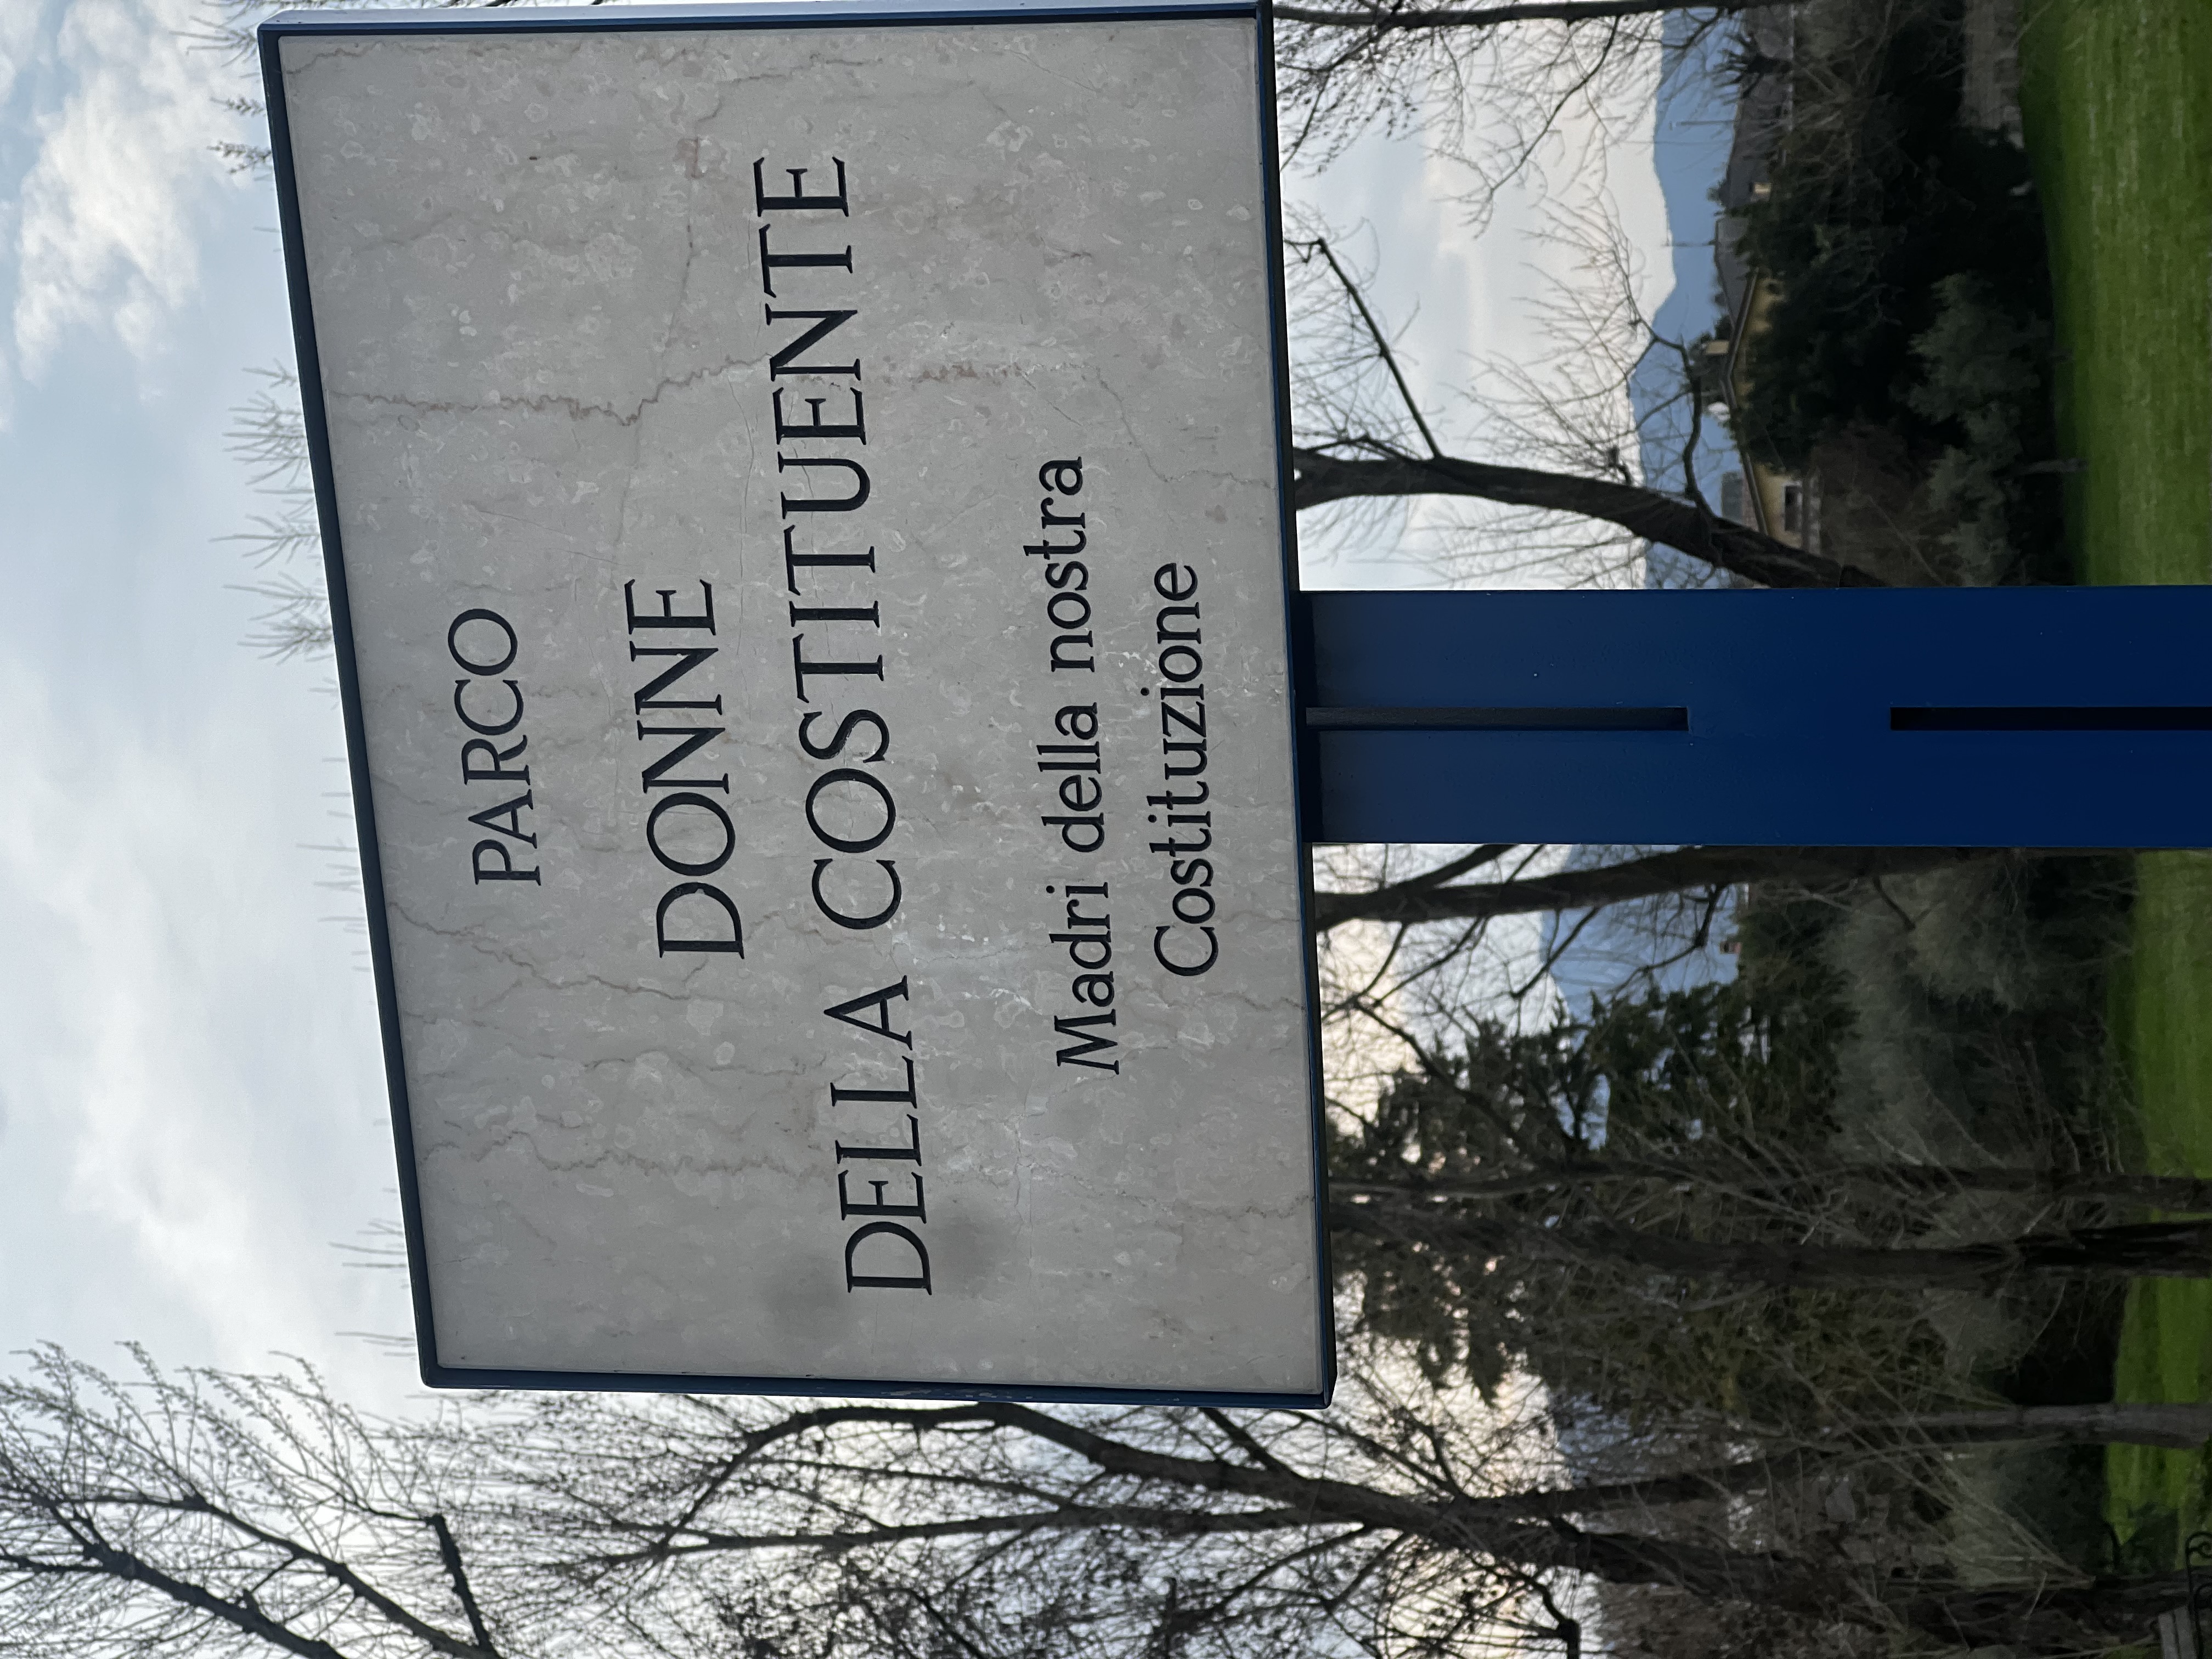 PARCO
DONNE
DELLA COSTITUENTE
Madri della nostra
Costituzione